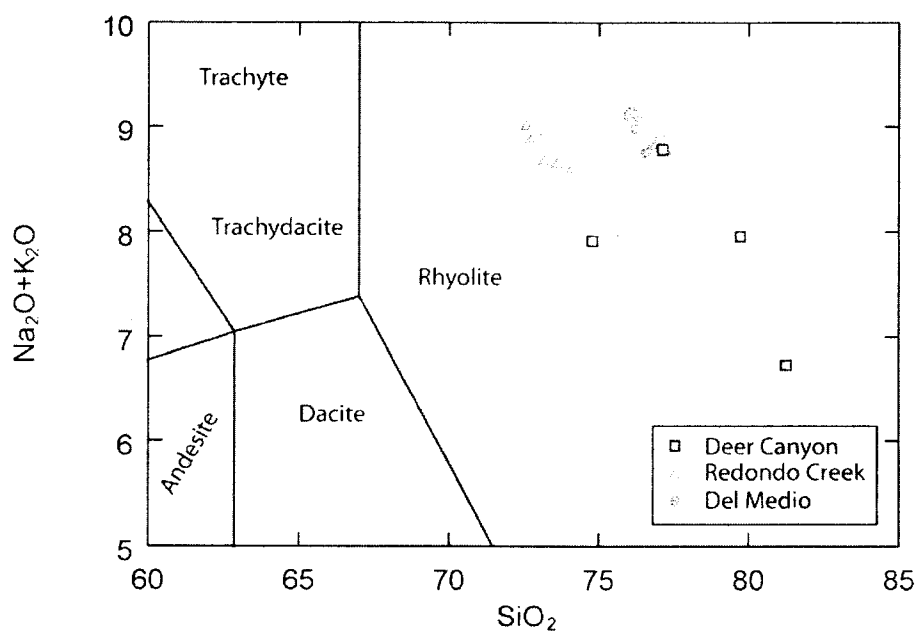 10
9
8
7
6
5
Na₂O+K₂O
Trachyte
Trachydacite
Rhyolite
Andesite
Dacite
Deer Canyon
Redondo Creek
Del Medio
60 65 70 75 80 85
SiO₂